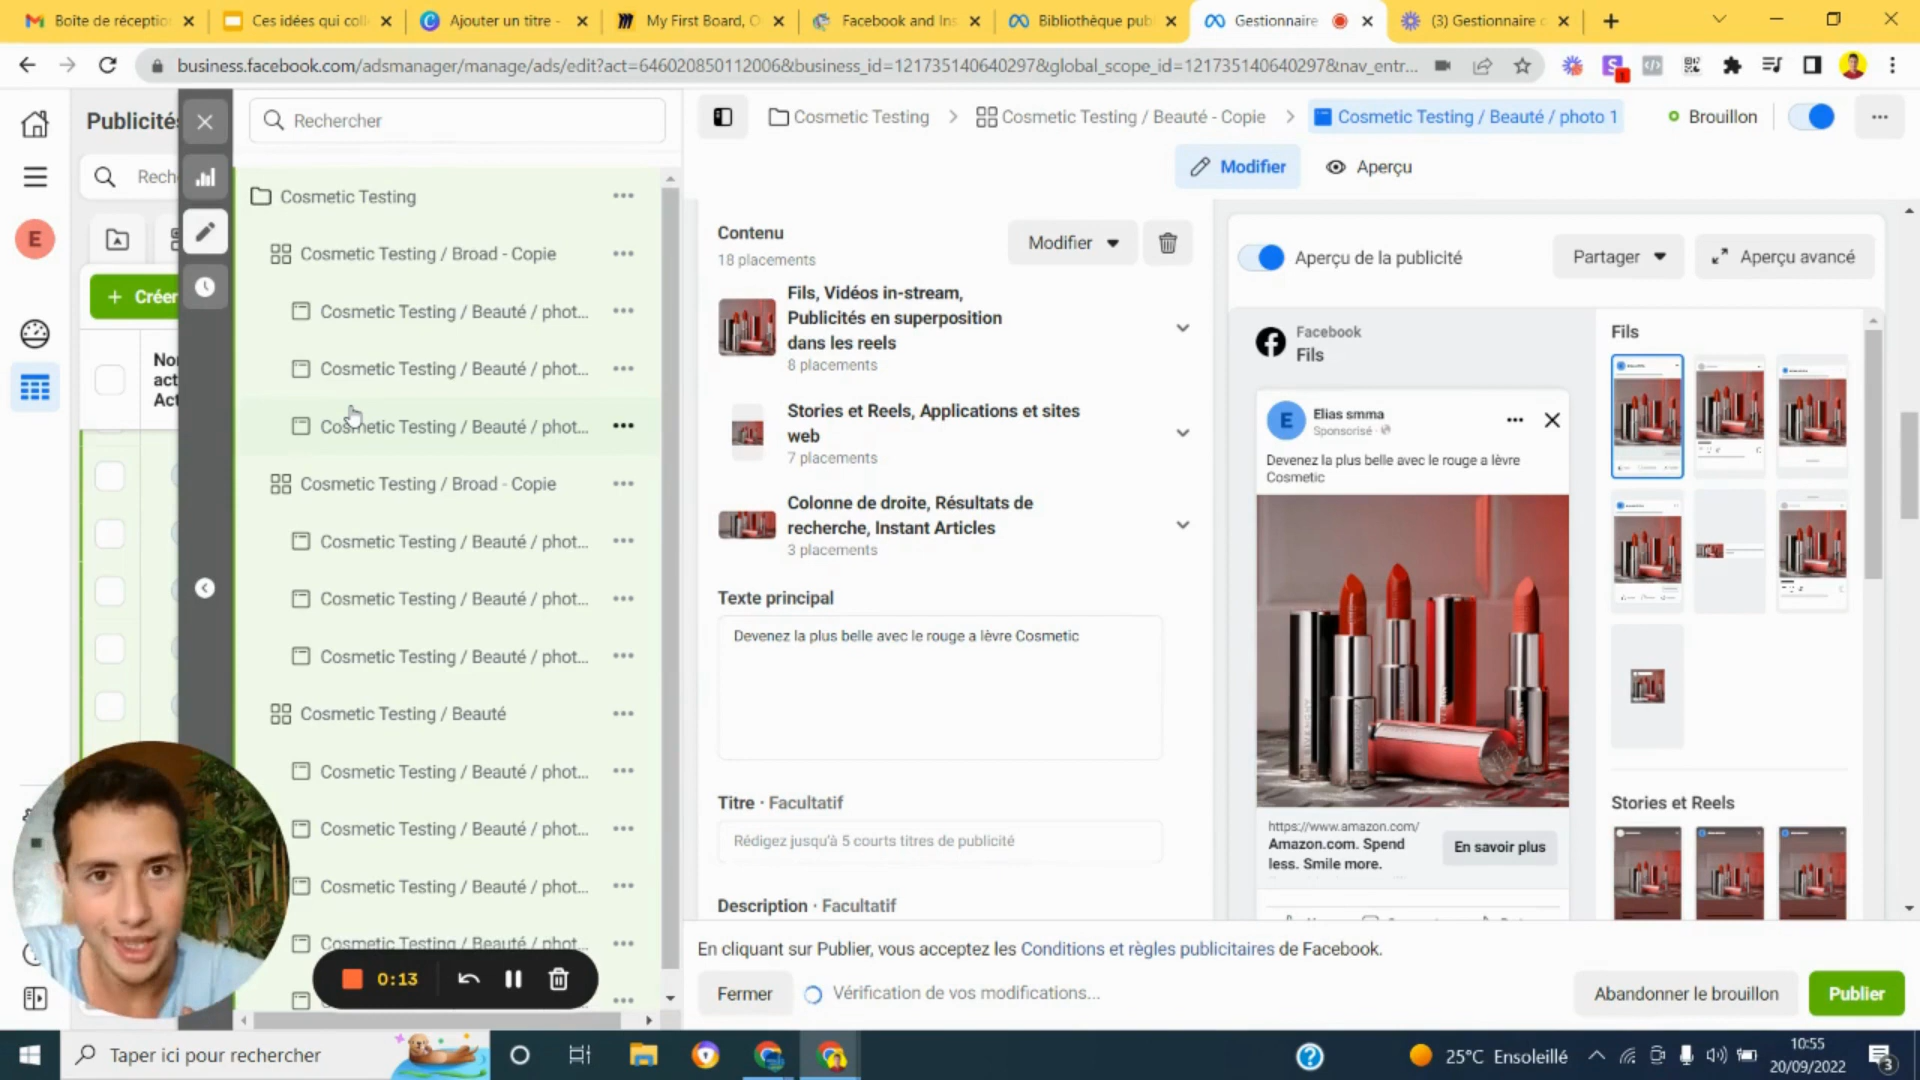 Boîte de réception
Ces idées qui coll
Ajouter un titre -
My First Board, O
Facebook and Ins
Bibliothèque pub
Gestionnaire
(3) Gestionnaire d
business.facebook.com/adsmanager/manage/ads/edit?act=646020850112006&business_id=121735140640297&global_scope_id=121735140640297&nav_entr...
1
Publicités
Rech
E
+ Créer
Rechercher
Cosmetic Testing
Cosmetic Testing / Broad - Copie
Cosmetic Testing / Beauté / phot...
Cosmetic Testing / Beauté / phot...
Cosmetic Testing / Beauté / phot...
Cosmetic Testing / Broad - Copie
Cosmetic Testing / Beauté / phot...
Cosmetic Testing / Beauté / phot...
Cosmetic Testing / Beauté / phot...
Cosmetic Testing / Beauté
Cosmetic Testing / Beauté / phot...
Cosmetic Testing / Beauté / phot...
Cosmetic Testing / Beauté / phot...
Cosmetic Testing / Beauté / phot...
0:13
Cosmetic Testing > Cosmetic Testing / Beauté - Copie > Cosmetic Testing / Beauté / photo 1
Brouillon
Modifier
Aperçu
Contenu
18 placements
Modifier
Fils, Vidéos in-stream,
Publicités en superposition
dans les reels
8 placements
Stories et Reels, Applications et sites
web
7 placements
Colonne de droite, Résultats de
recherche, Instant Articles
3 placements
Texte principal
Devenez la plus belle avec le rouge a lèvre Cosmetic
Titre · Facultatif
Rédigez jusqu'à 5 courts titres de publicité
Description · Facultatif
Aperçu de la publicité
Partager
Aperçu avancé
Facebook
Fils
E
Elias smma
Sponsorisé ·
Devenez la plus belle avec le rouge a lèvre
Cosmetic
https://www.amazon.com/
Amazon.com. Spend
less. Smile more.
En savoir plus
Fils
Stories et Reels
En cliquant sur Publier, vous acceptez les Conditions et règles publicitaires de Facebook.
Fermer
Vérification de vos modifications...
Abandonner le brouillon
Publier
Taper ici pour rechercher
25°C Ensoleillé
10:55
20/09/2022
3